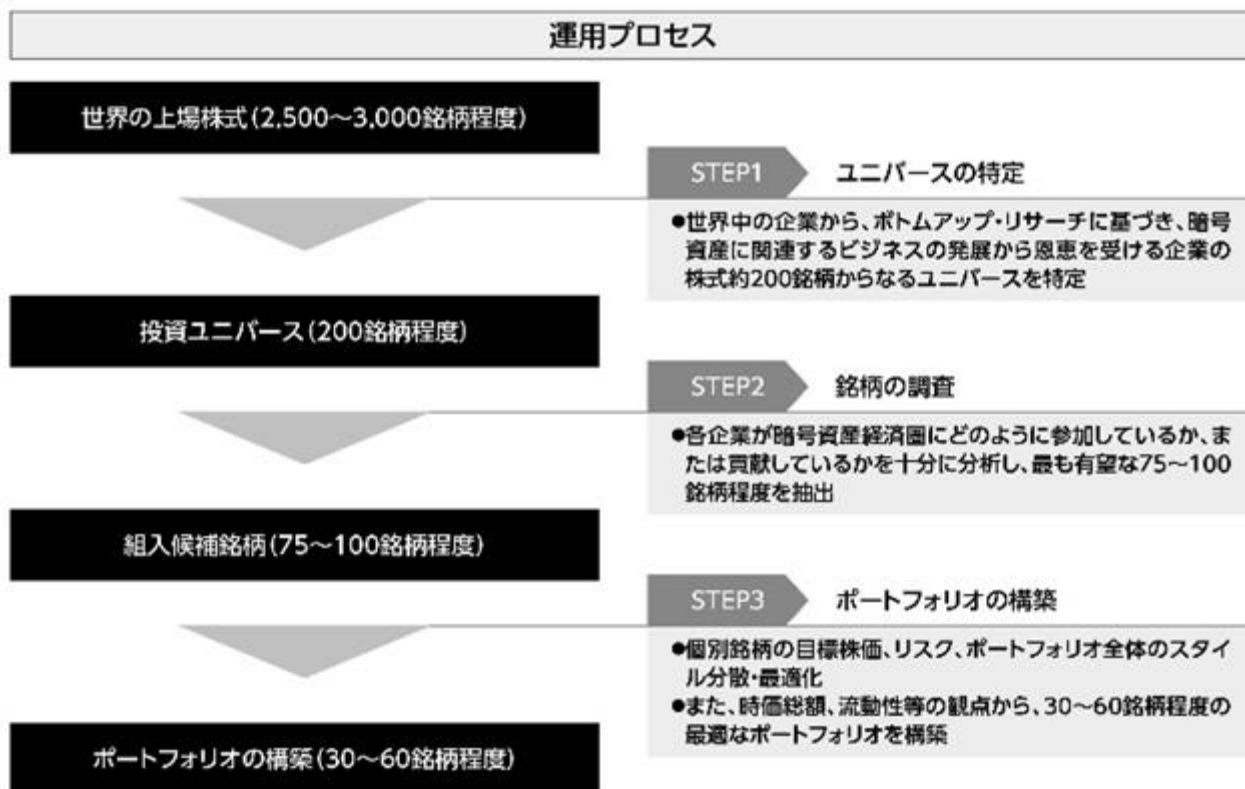 運用プロセス
世界の上場株式(2,500～3,000銘柄程度)
STEP1 ユニバースの特定
●世界中の企業から、ボトムアップ・リサーチに基づき、暗号
資産に関連するビジネスの発展から恩恵を受ける企業の
株式約200銘柄からなるユニバースを特定
投資ユニバース(200銘柄程度)
STEP2 銘柄の調査
●各企業が暗号資産経済圏にどのように参加しているか、ま
たは貢献しているかを十分に分析し、最も有望な75～100
銘柄程度を抽出
組入候補銘柄(75～100銘柄程度)
STEP3 ポートフォリオの構築
●個別銘柄の目標株価、リスク、ポートフォリオ全体のスタイ
ル分散・最適化
●また、時価総額、流動性等の観点から、30～60銘柄程度の
最適なポートフォリオを構築
ポートフォリオの構築(30～60銘柄程度)